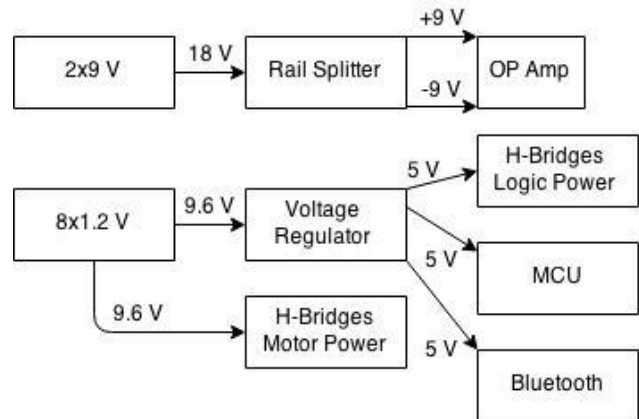 +9 V
2x9 V
18 V
Rail Splitter
OP Amp
-9 V
H-Bridges
Logic Power
5 V
8x1.2 V
9.6 V
Voltage
Regulator
5 V
MCU
9.6 V
H-Bridges
Motor Power
5 V
Bluetooth